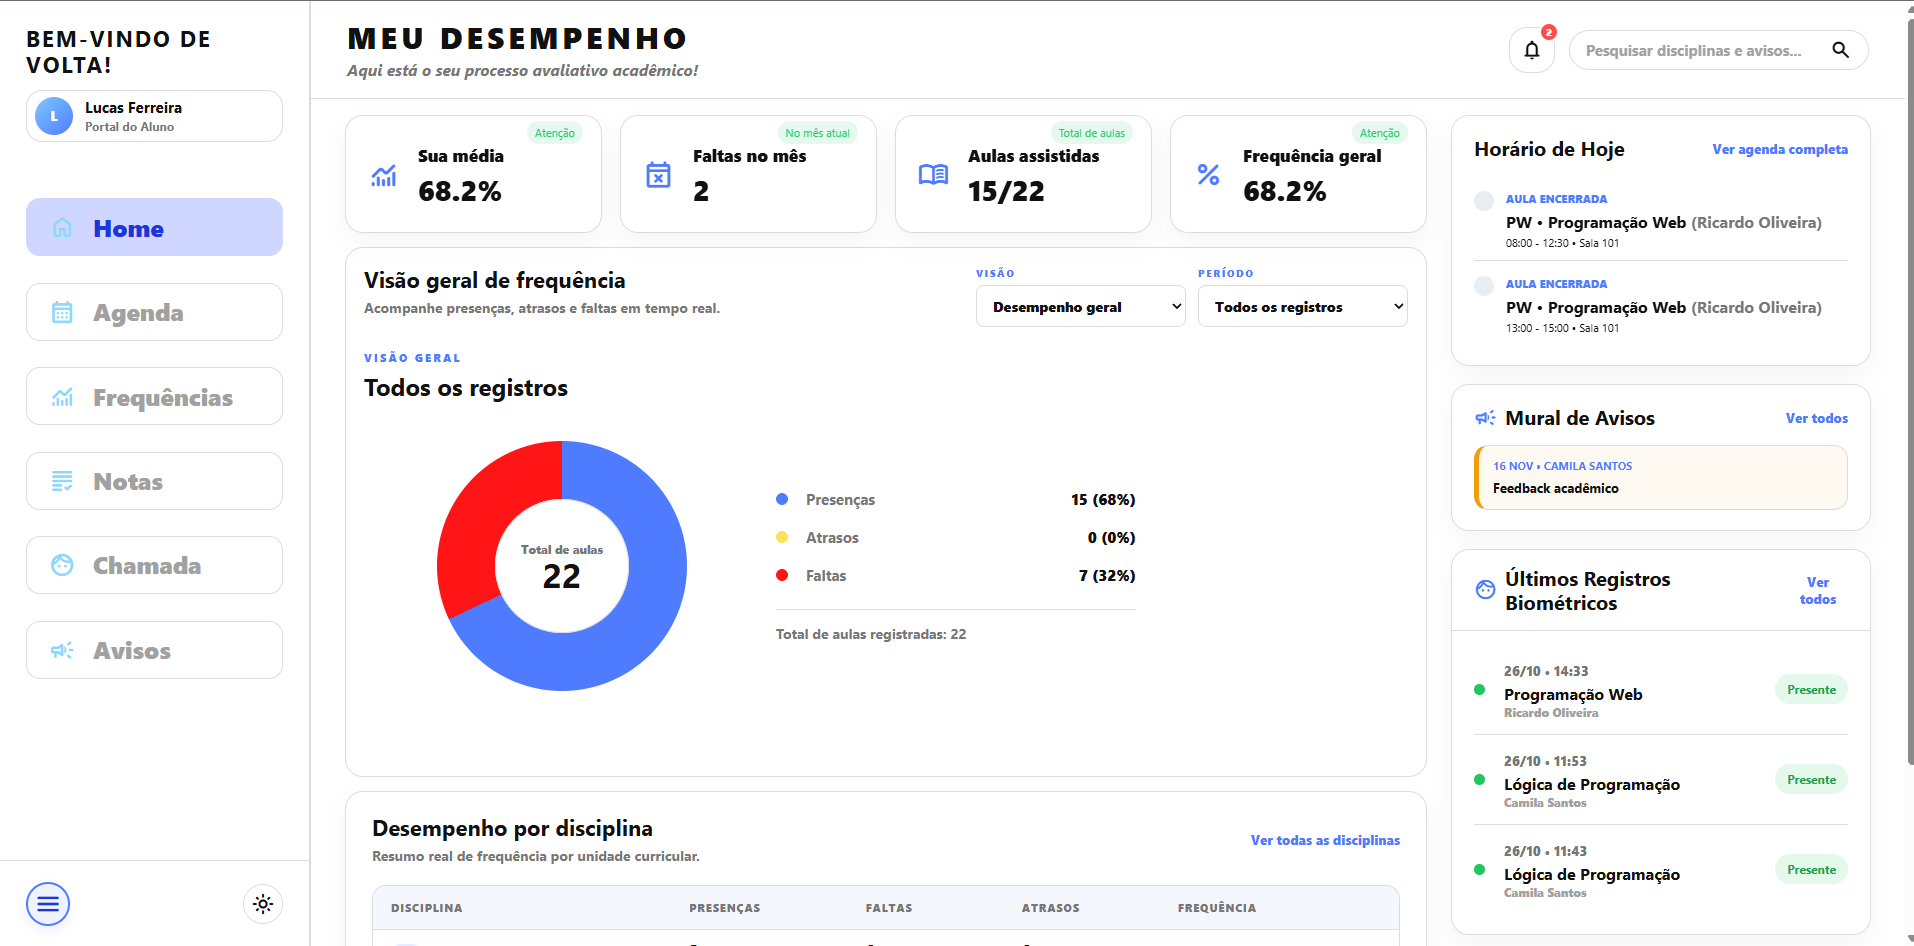 BEM-VINDO DE
VOLTA!
L
Lucas Ferreira
Portal do Aluno
Home
Agenda
Frequências
Notas
Chamada
Avisos
MEU DESEMPENHO
Aqui está o seu processo avaliativo acadêmico!
2
Pesquisar disciplinas e avisos...
Atenção
Sua média
68.2%
No mês atual
Faltas no mês
2
Total de aulas
Aulas assistidas
15/22
Atenção
Frequência geral
68.2%
Visão geral de frequência
Acompanhe presenças, atrasos e faltas em tempo real.
VISÃO
Desempenho geral
PERÍODO
Todos os registros
VISÃO GERAL
Todos os registros
Total de aulas
22
Presenças 15 (68%)
Atrasos 0 (0%)
Faltas 7 (32%)
Total de aulas registradas: 22
Desempenho por disciplina
Resumo real de frequência por unidade curricular.
Ver todas as disciplinas
DISCIPLINA PRESENÇAS FALTAS ATRASOS FREQUÊNCIA
Horário de Hoje
Ver agenda completa
AULA ENCERRADA
PW • Programação Web (Ricardo Oliveira)
08:00 - 12:30 • Sala 101
AULA ENCERRADA
PW • Programação Web (Ricardo Oliveira)
13:00 - 15:00 • Sala 101
Mural de Avisos
Ver todos
16 NOV • CAMILA SANTOS
Feedback acadêmico
Últimos Registros
Biométricos
Ver
todos
26/10 • 14:33
Programação Web
Ricardo Oliveira
Presente
26/10 • 11:53
Lógica de Programação
Camila Santos
Presente
26/10 • 11:43
Lógica de Programação
Camila Santos
Presente